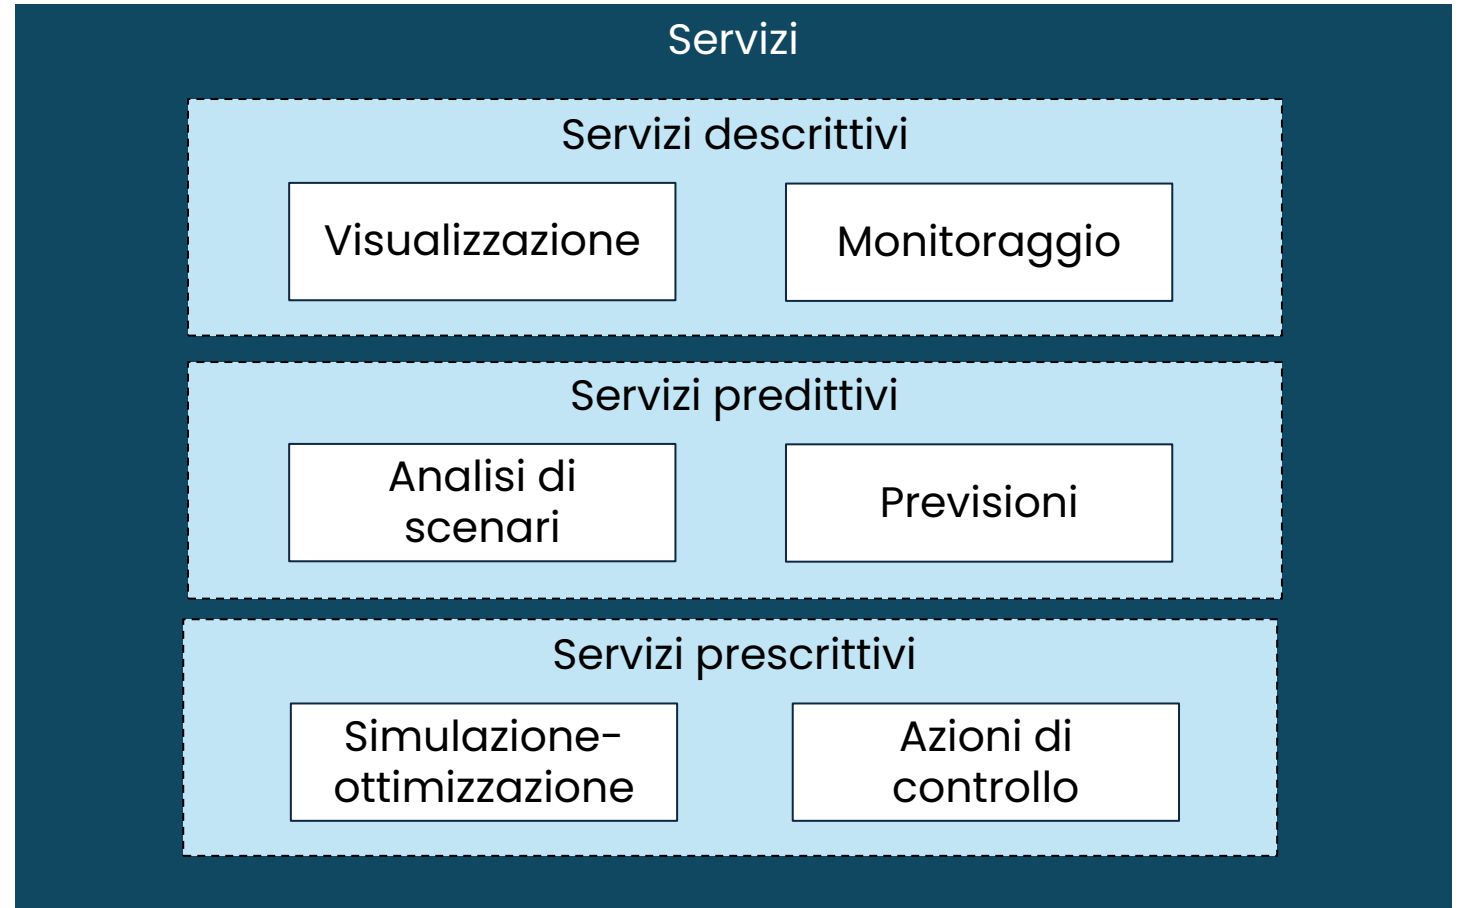 Servizi
Servizi descrittivi
Visualizzazione
Monitoraggio
Servizi predittivi
Analisi di
scenari
Previsioni
Servizi prescrittivi
Simulazione-
ottimizzazione
Azioni di
controllo